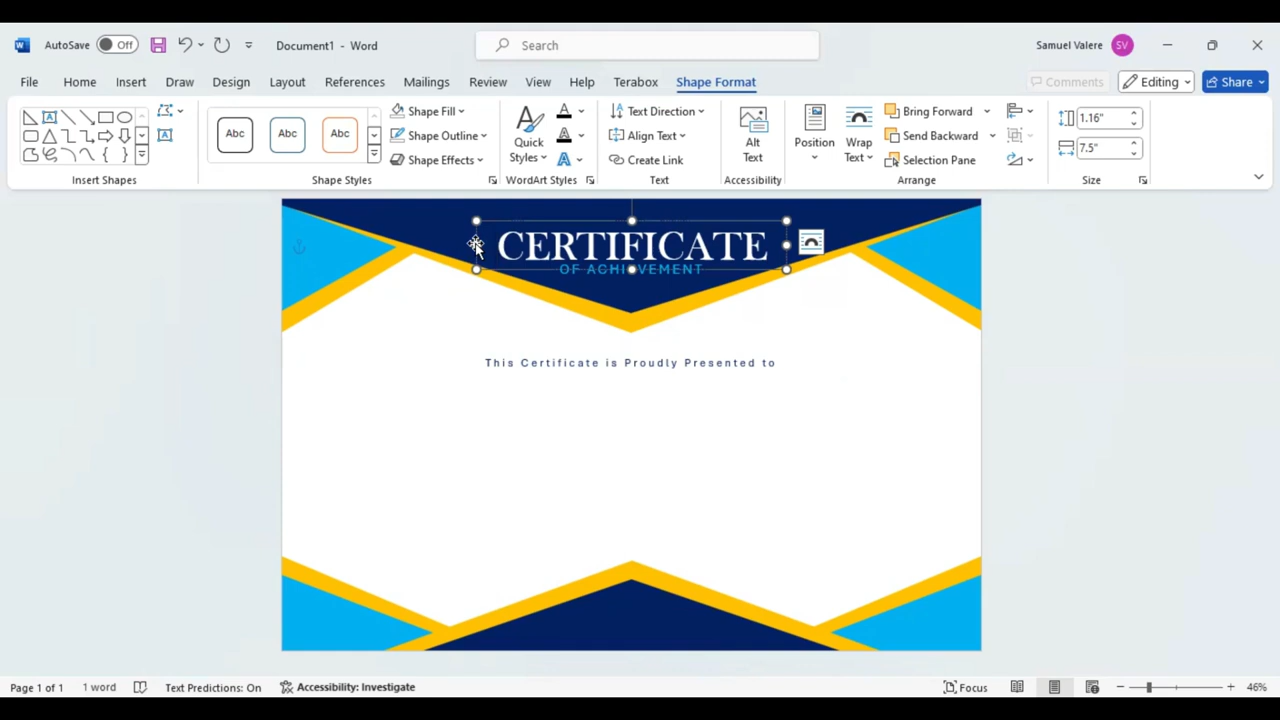 AutoSave Off Document1 - Word Search Samuel Valere SV
File Home Insert Draw Design Layout References Mailings Review View Help Terabox Shape Format Comments Editing Share
Abc Abc Abc
Shape Fill
Shape Outline
Shape Effects
Quick Styles
Text Direction
Align Text
Create Link
Alt Text
Position
Wrap Text
Bring Forward
Send Backward
Selection Pane
1.16"
7.5"
Insert Shapes Shape Styles WordArt Styles Text Accessibility Arrange Size
CERTIFICATE
OF ACHIEVEMENT
This Certificate is Proudly Presented to
Page 1 of 1 1 word Text Predictions: On Accessibility: Investigate Focus 46%